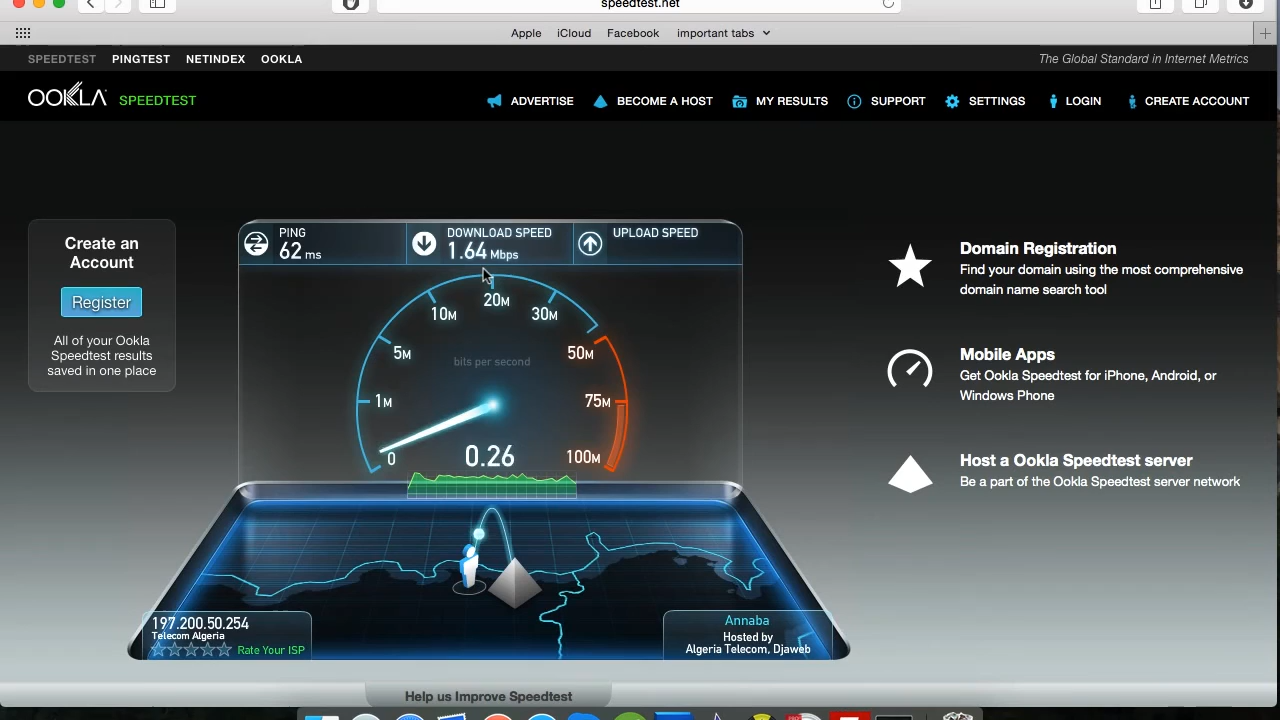 speedtest.net
Apple iCloud Facebook important tabs
SPEEDTEST PINGTEST NETINDEX OOKLA
The Global Standard in Internet Metrics
OOKLA SPEEDTEST
ADVERTISE BECOME A HOST MY RESULTS SUPPORT SETTINGS LOGIN CREATE ACCOUNT
Create an
Account
Register
All of your Ookla
Speedtest results
saved in one place
PING
62 ms
DOWNLOAD SPEED
1.64 Mbps
UPLOAD SPEED
0
1M
5M
10M
20M
30M
50M
75M
100M
bits per second
0.26
197.200.50.254
Telecom Algeria
Rate Your ISP
Annaba
Hosted by
Algeria Telecom, Djaweb
Domain Registration
Find your domain using the most comprehensive
domain name search tool
Mobile Apps
Get Ookla Speedtest for iPhone, Android, or
Windows Phone
Host a Ookla Speedtest server
Be a part of the Ookla Speedtest server network
Help us Improve Speedtest